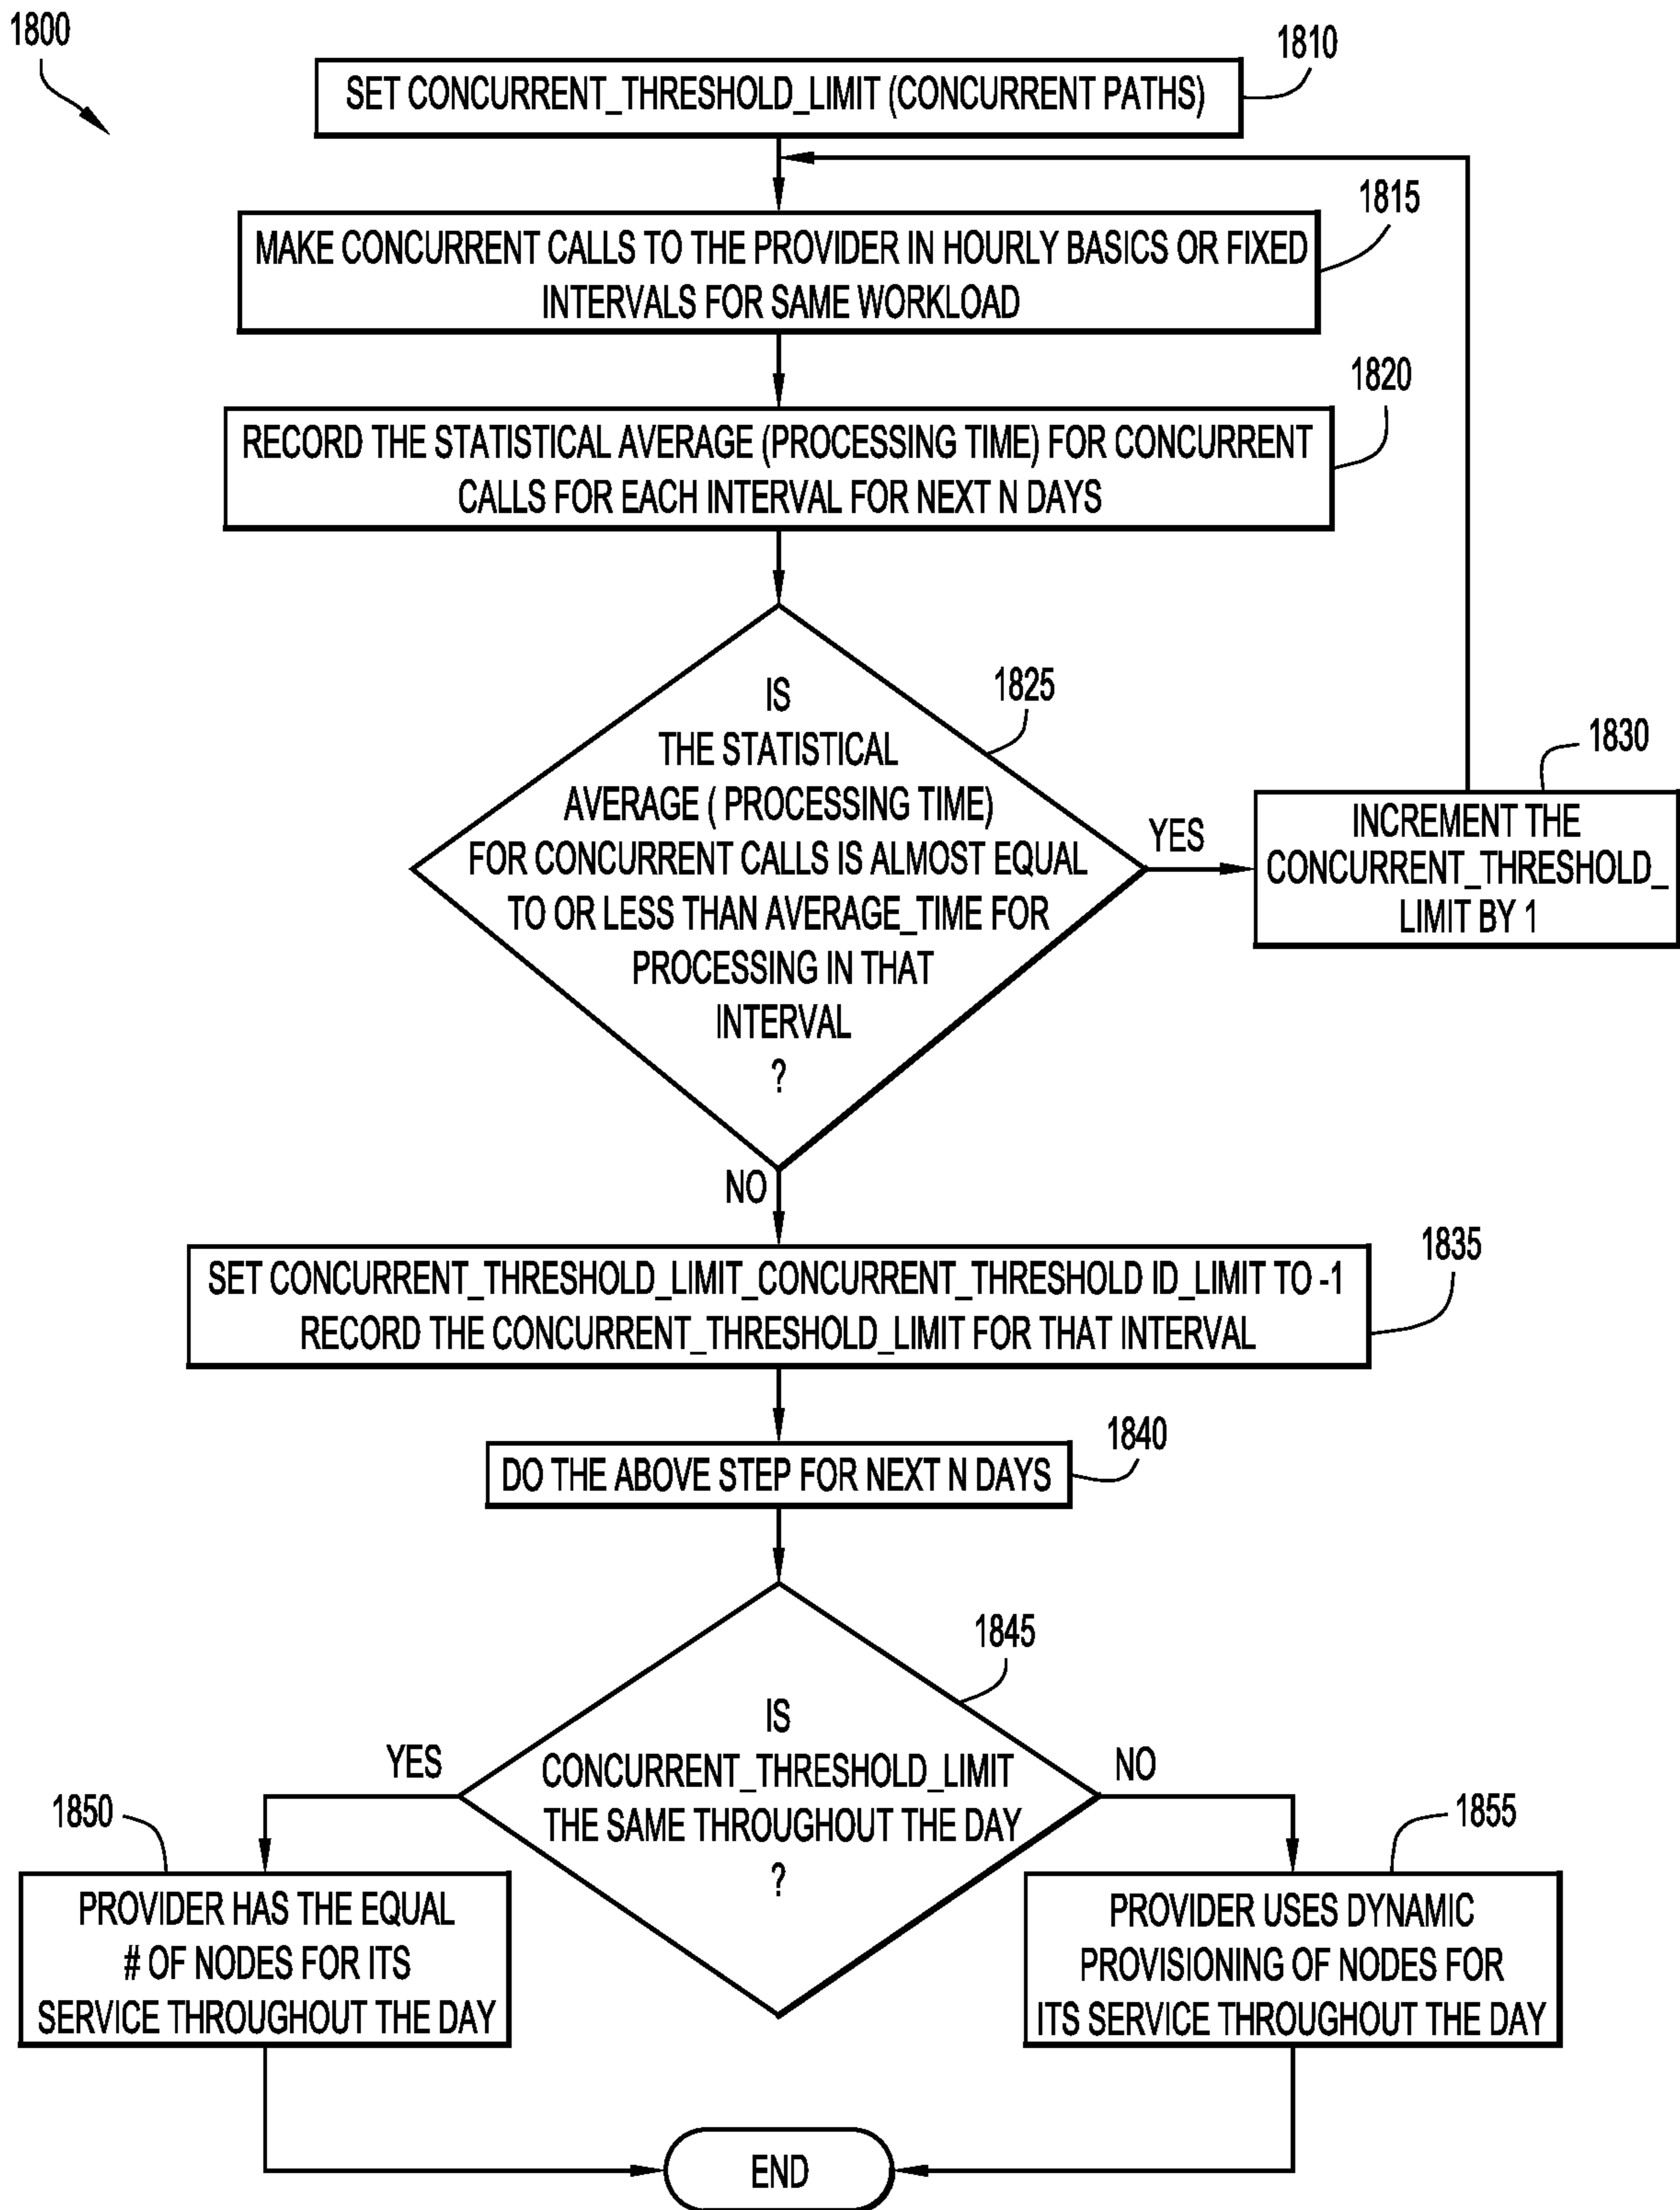 1800
1810
SET CONCURRENT_THRESHOLD_LIMIT (CONCURRENT PATHS)
1815
MAKE CONCURRENT CALLS TO THE PROVIDER IN HOURLY BASICS OR FIXED
INTERVALS FOR SAME WORKLOAD
1820
RECORD THE STATISTICAL AVERAGE (PROCESSING TIME) FOR CONCURRENT
CALLS FOR EACH INTERVAL FOR NEXT N DAYS
1825
IS
THE STATISTICAL
AVERAGE ( PROCESSING TIME)
FOR CONCURRENT CALLS IS ALMOST EQUAL
TO OR LESS THAN AVERAGE_TIME FOR
PROCESSING IN THAT
INTERVAL
?
YES
1830
INCREMENT THE
CONCURRENT_THRESHOLD_
LIMIT BY 1
NO
1835
SET CONCURRENT_THRESHOLD_LIMIT_CONCURRENT_THRESHOLD ID_LIMIT TO -1
RECORD THE CONCURRENT_THRESHOLD_LIMIT FOR THAT INTERVAL
1840
DO THE ABOVE STEP FOR NEXT N DAYS
1845
IS
CONCURRENT_THRESHOLD_LIMIT
THE SAME THROUGHOUT THE DAY
?
YES
NO
1850
PROVIDER HAS THE EQUAL
# OF NODES FOR ITS
SERVICE THROUGHOUT THE DAY
1855
PROVIDER USES DYNAMIC
PROVISIONING OF NODES FOR
ITS SERVICE THROUGHOUT THE DAY
END